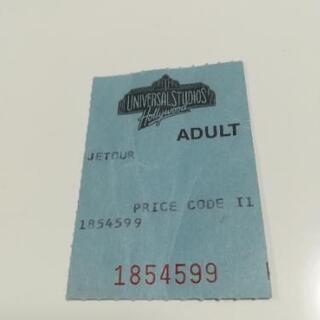 UNIVERSAL STUDIOS
Hollywood
ADULT
JETOUR
PRICE CODE I1
1854599
1854599